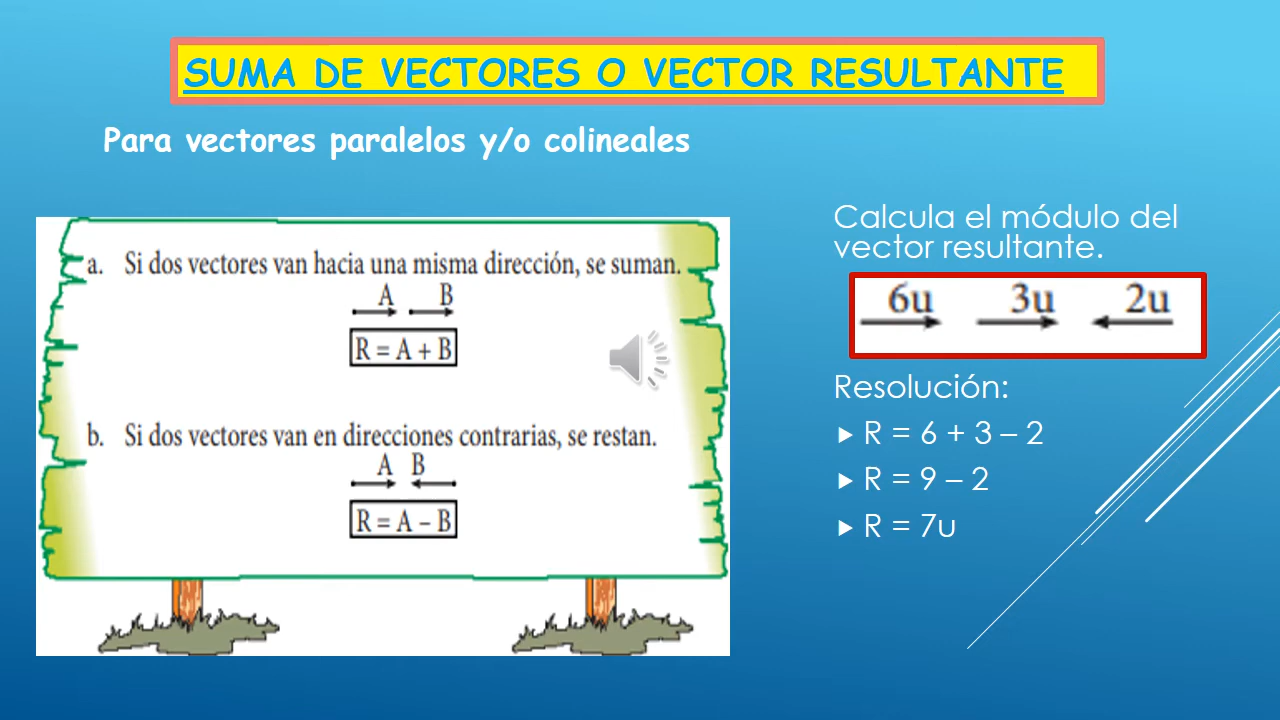 SUMA DE VECTORES O VECTOR RESULTANTE
Para vectores paralelos y/o colineales
a. Si dos vectores van hacia una misma dirección, se suman.
A B
R = A + B
b. Si dos vectores van en direcciones contrarias, se restan.
A B
R = A – B
Calcula el módulo del
vector resultante.
6u 3u 2u
Resolución:
R = 6 + 3 – 2
R = 9 – 2
R = 7u